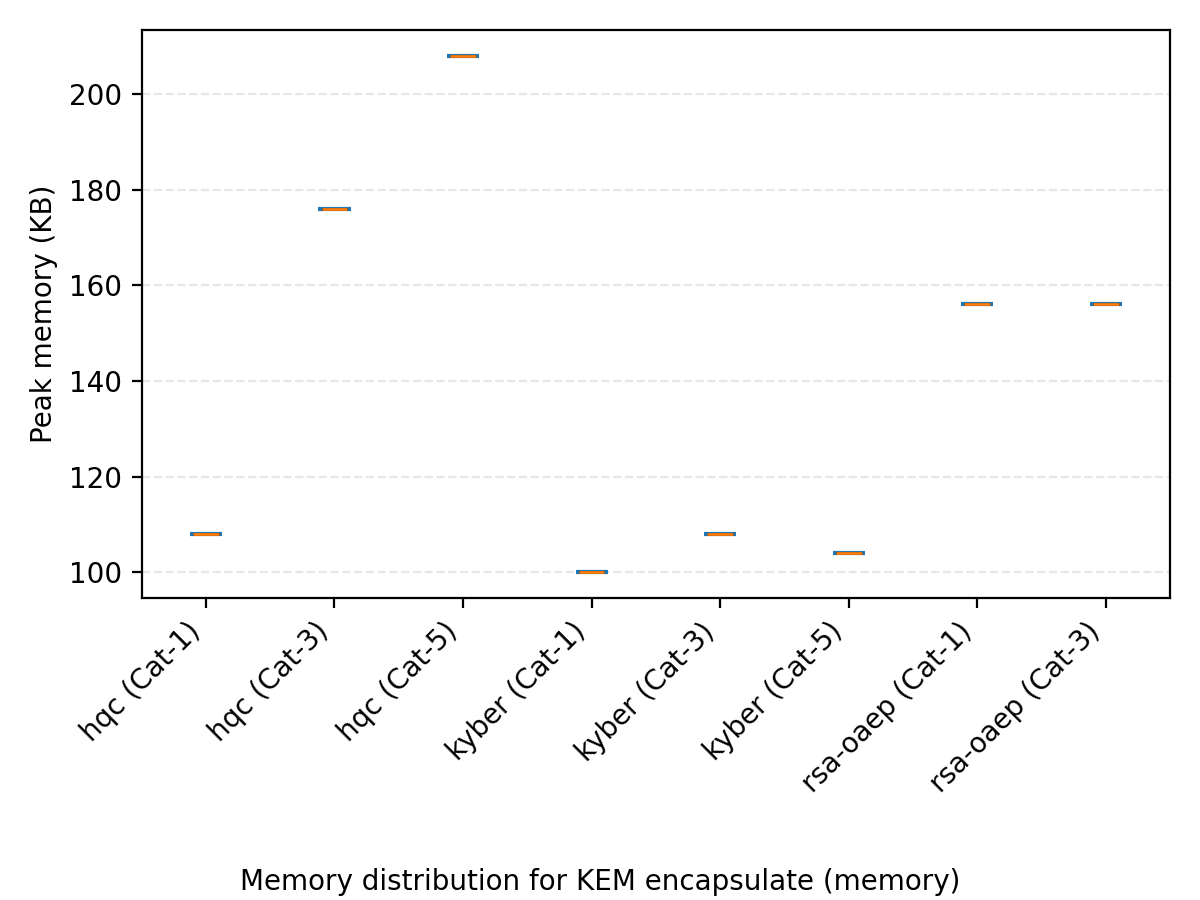 Peak memory (KB)
200
180
160
140
120
100
hqc (Cat-1)
hqc (Cat-3)
hqc (Cat-5)
kyber (Cat-1)
kyber (Cat-3)
kyber (Cat-5)
rsa-oaep (Cat-1)
rsa-oaep (Cat-3)
Memory distribution for KEM encapsulate (memory)